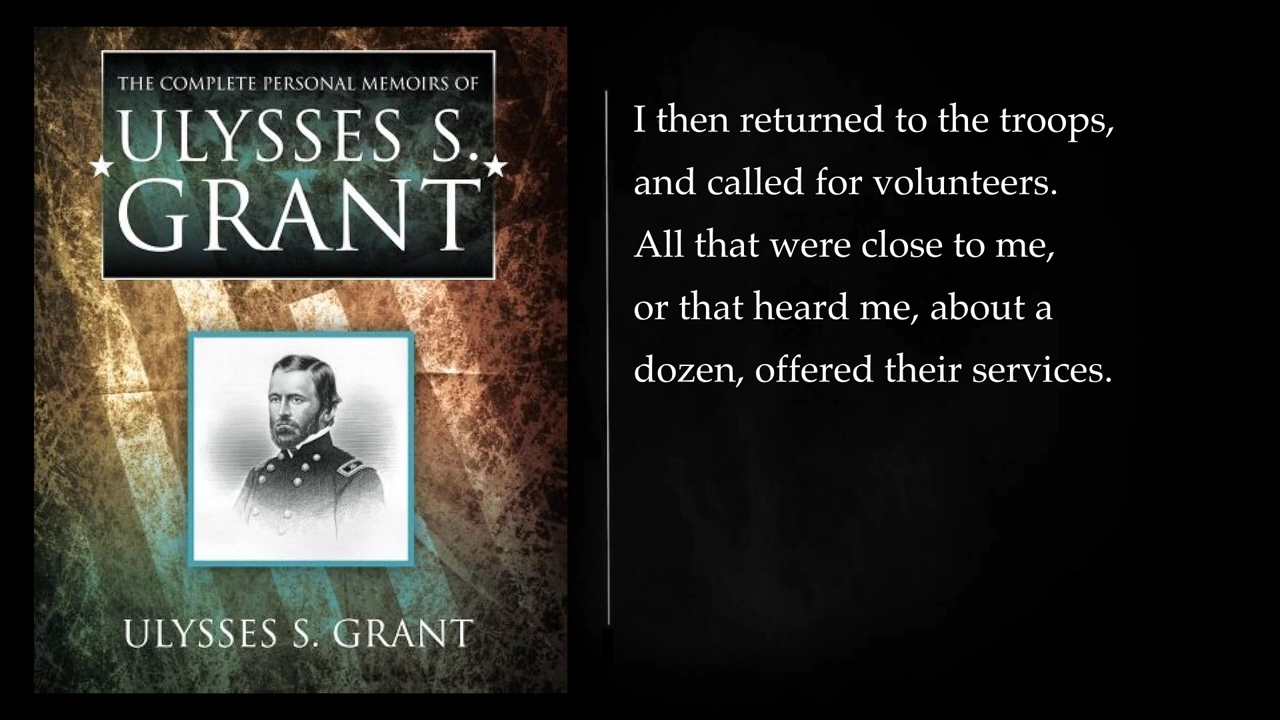 THE COMPLETE PERSONAL MEMOIRS OF
ULYSSES S.
GRANT
ULYSSES S. GRANT
I then returned to the troops,
and called for volunteers.
All that were close to me,
or that heard me, about a
dozen, offered their services.